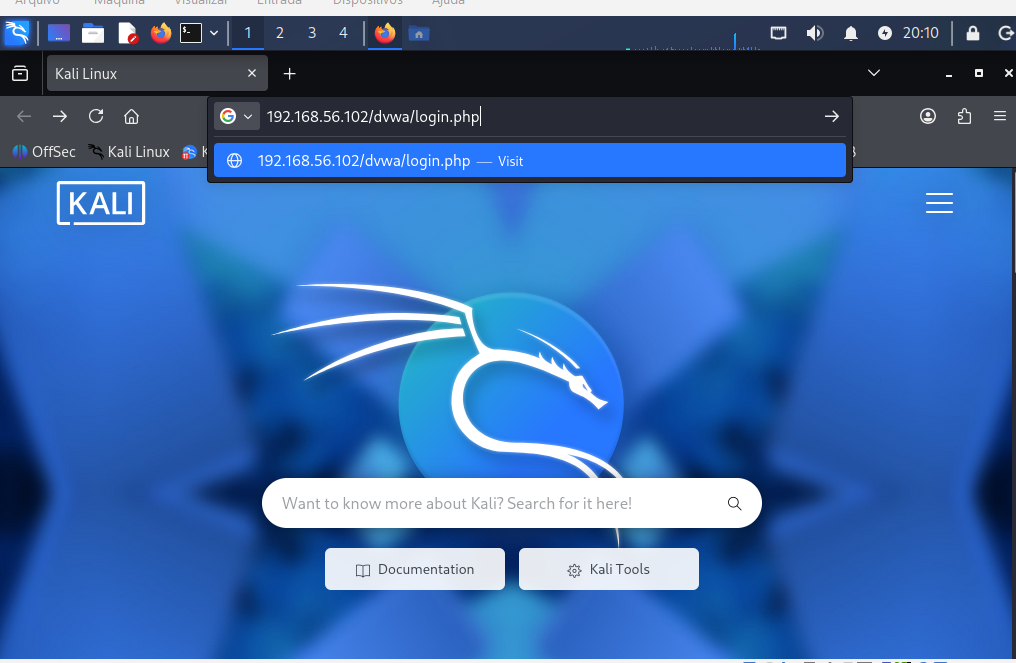 Arquivo Máquina Visualizar Entrada Dispositivos Ajuda
1 2 3 4 20:10
Kali Linux
192.168.56.102/dvwa/login.php
OffSec Kali Linux
192.168.56.102/dvwa/login.php — Visit
KALI
Want to know more about Kali? Search for it here!
Documentation Kali Tools